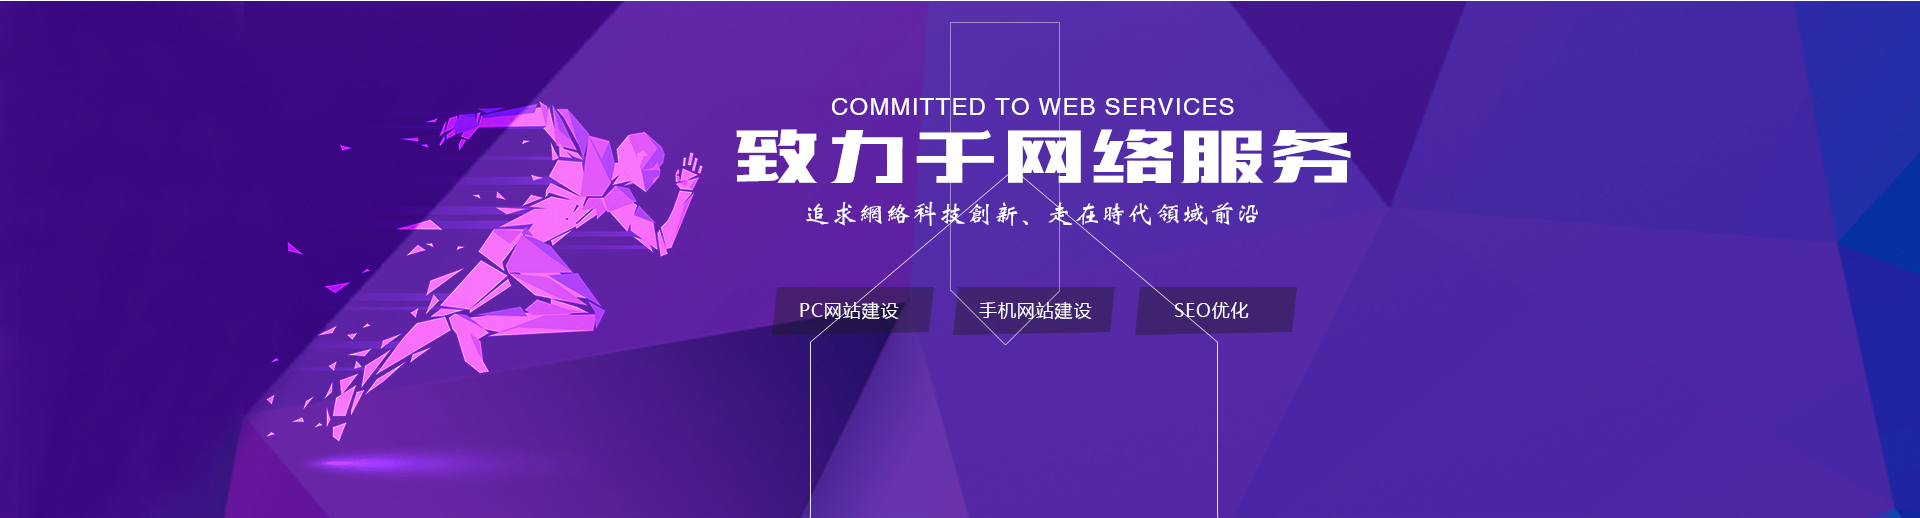 COMMITTED TO WEB SERVICES
致力于网络服务
追求網絡科技創新、走在時代領域前沿
PC网站建设
手机网站建设
SEO优化